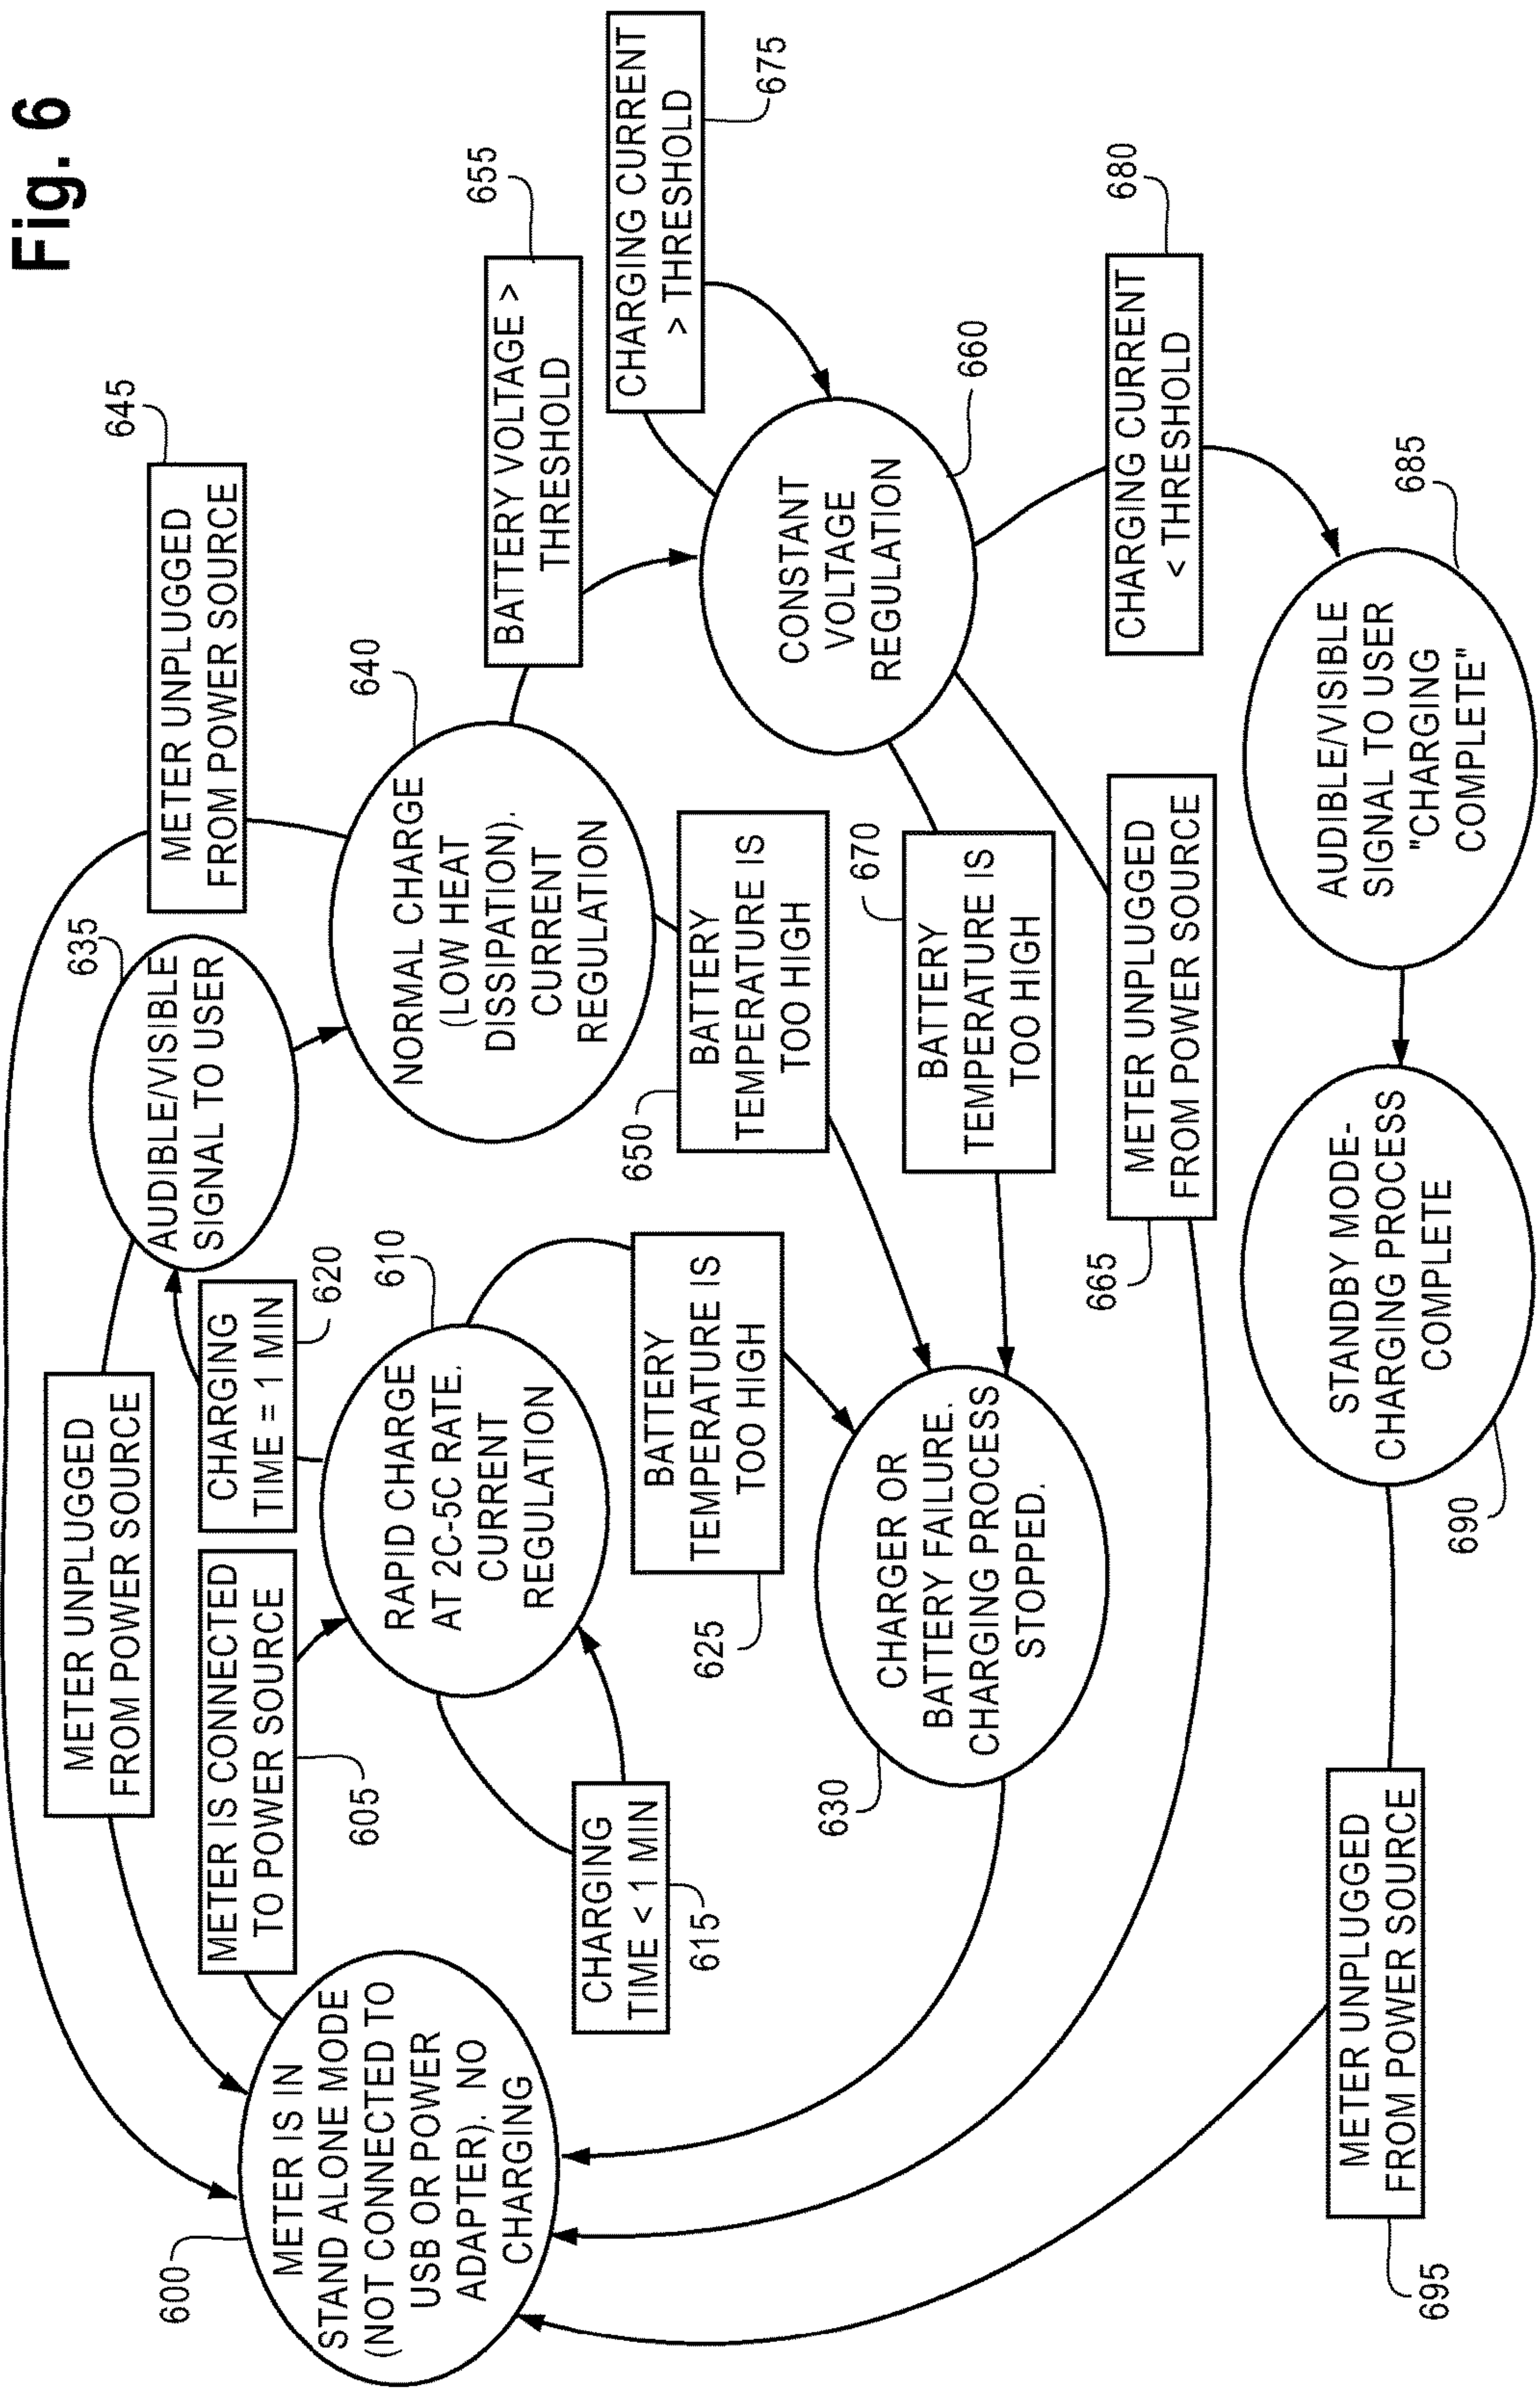 Fig. 6
645
METER UNPLUGGED
FROM POWER SOURCE
635
AUDIBLE/VISIBLE
SIGNAL TO USER
METER UNPLUGGED
FROM POWER SOURCE
CHARGING
TIME = 1 MIN
620
METER IS CONNECTED
TO POWER SOURCE
605
600
METER IS IN
STAND ALONE MODE
(NOT CONNECTED TO
USB OR POWER
ADAPTER). NO
CHARGING
610
RAPID CHARGE
AT 2C-5C RATE.
CURRENT
REGULATION
CHARGING
TIME < 1 MIN
615
640
NORMAL CHARGE
(LOW HEAT
DISSIPATION).
CURRENT
REGULATION
655
BATTERY VOLTAGE >
THRESHOLD
CHARGING CURRENT
> THRESHOLD
675
BATTERY
TEMPERATURE IS
TOO HIGH
650
BATTERY
TEMPERATURE IS
TOO HIGH
625
CONSTANT
VOLTAGE
REGULATION
660
670
BATTERY
TEMPERATURE IS
TOO HIGH
CHARGER OR
BATTERY FAILURE.
CHARGING PROCESS
STOPPED.
630
METER UNPLUGGED
FROM POWER SOURCE
665
680
CHARGING CURRENT
< THRESHOLD
685
AUDIBLE/VISIBLE
SIGNAL TO USER
"CHARGING
COMPLETE"
STANDBY MODE-
CHARGING PROCESS
COMPLETE
690
METER UNPLUGGED
FROM POWER SOURCE
695